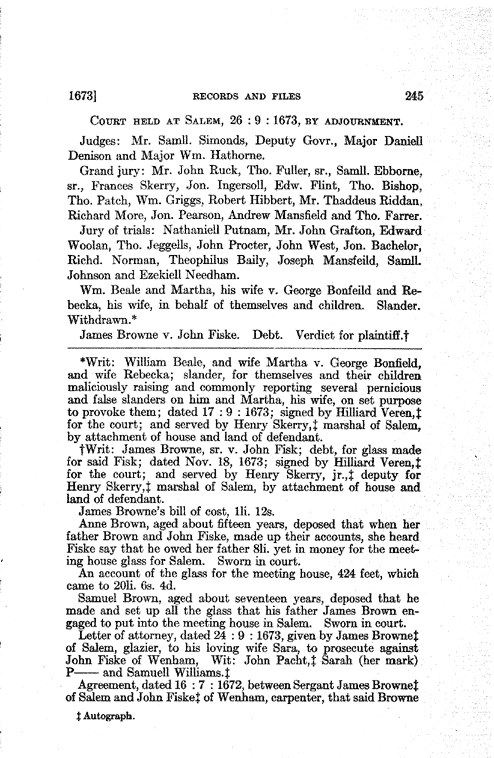 1673] RECORDS AND FILES 245
COURT HELD AT SALEM, 26 : 9 : 1673, BY ADJOURNMENT.
Judges: Mr. Samll. Simonds, Deputy Govr., Major Daniell
Denison and Major Wm. Hathorne.
Grand jury: Mr. John Ruck, Tho. Fuller, sr., Samll. Ebborne,
sr., Frances Skerry, Jon. Ingersoll, Edw. Flint, Tho. Bishop,
Tho. Patch, Wm. Griggs, Robert Hibbert, Mr. Thaddeus Riddan,
Richard More, Jon. Pearson, Andrew Mansfield and Tho. Farrer.
Jury of trials: Nathaniell Putnam, Mr. John Grafton, Edward
Woolan, Tho. Jeggells, John Procter, John West, Jon. Bachelor,
Richd. Norman, Theophilus Baily, Joseph Mansfeild, Samll.
Johnson and Ezekiell Needham.
Wm. Beale and Martha, his wife v. George Bonfeild and Re-
becka, his wife, in behalf of themselves and children. Slander.
Withdrawn.*
James Browne v. John Fiske. Debt. Verdict for plaintiff.†
*Writ: William Beale, and wife Martha v. George Bonfield,
and wife Rebecka; slander, for themselves and their children
maliciously raising and commonly reporting several pernicious
and false slanders on him and Martha, his wife, on set purpose
to provoke them; dated 17 : 9 : 1673; signed by Hilliard Veren,‡
for the court; and served by Henry Skerry,‡ marshal of Salem,
by attachment of house and land of defendant.
†Writ: James Browne, sr. v. John Fisk; debt, for glass made
for said Fisk; dated Nov. 18, 1673; signed by Hilliard Veren,‡
for the court; and served by Henry Skerry, jr.,‡ deputy for
Henry Skerry,‡ marshal of Salem, by attachment of house and
land of defendant.
James Browne's bill of cost, 1li. 12s.
Anne Brown, aged about fifteen years, deposed that when her
father Brown and John Fiske, made up their accounts, she heard
Fiske say that he owed her father 8li. yet in money for the meet-
ing house glass for Salem. Sworn in court.
An account of the glass for the meeting house, 424 feet, which
came to 20li. 6s. 4d.
Samuel Brown, aged about seventeen years, deposed that he
made and set up all the glass that his father James Brown en-
gaged to put into the meeting house in Salem. Sworn in court.
Letter of attorney, dated 24 : 9 : 1673, given by James Browne‡
of Salem, glazier, to his loving wife Sara, to prosecute against
John Fiske of Wenham, Wit: John Pacht,‡ Sarah (her mark)
P—— and Samuell Williams.‡
Agreement, dated 16 : 7 : 1672, between Sergant James Browne‡
of Salem and John Fiske‡ of Wenham, carpenter, that said Browne
‡ Autograph.